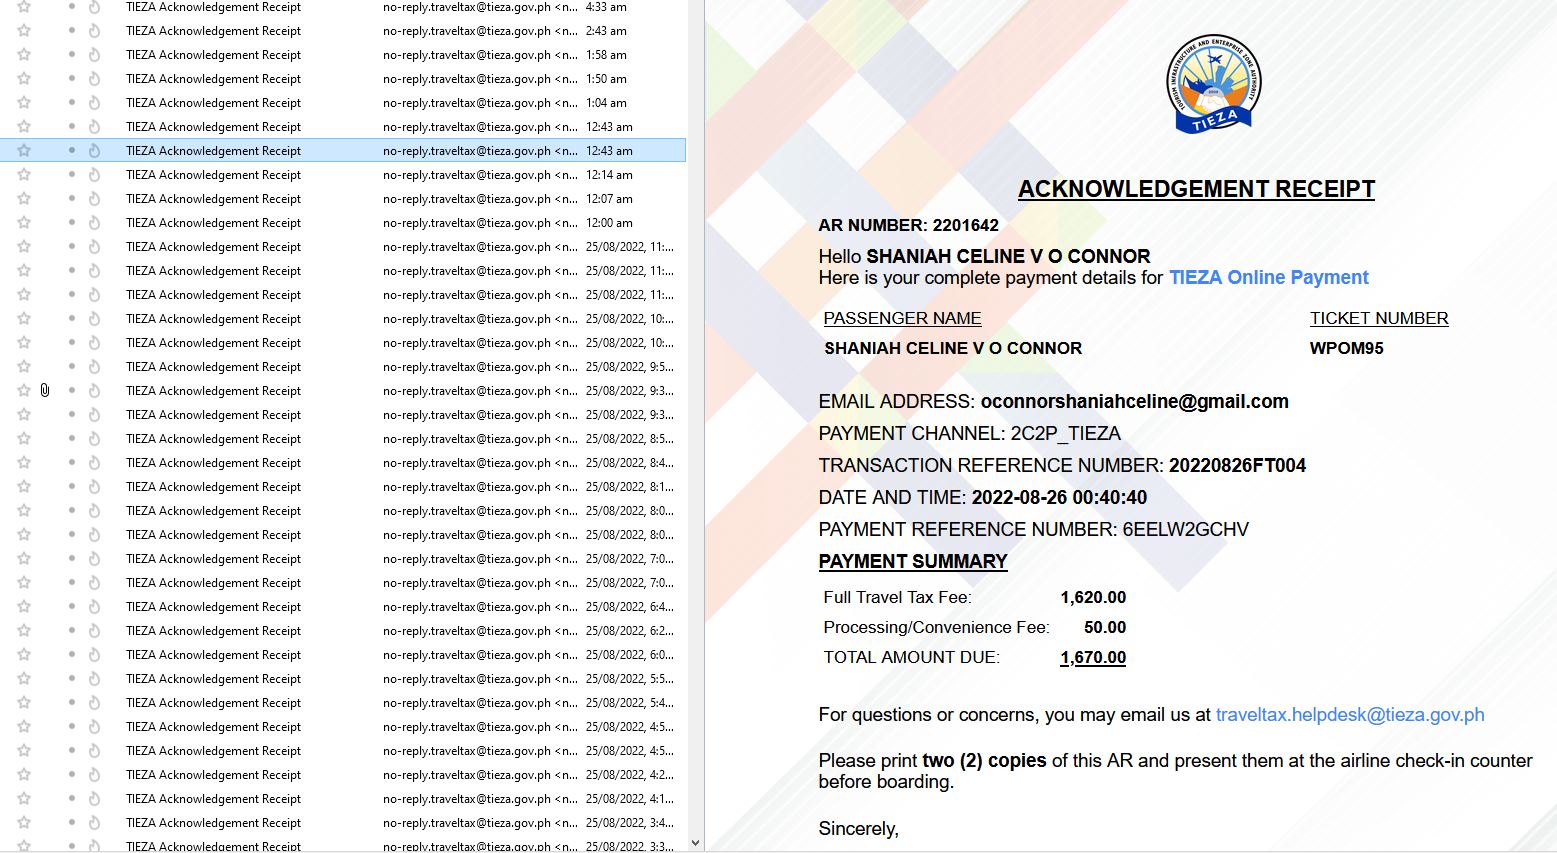 TIEZA Acknowledgement Receipt no-reply.traveltax@tieza.gov.ph <n... 4:33 am
TIEZA Acknowledgement Receipt no-reply.traveltax@tieza.gov.ph <n... 2:43 am
TIEZA Acknowledgement Receipt no-reply.traveltax@tieza.gov.ph <n... 1:58 am
TIEZA Acknowledgement Receipt no-reply.traveltax@tieza.gov.ph <n... 1:50 am
TIEZA Acknowledgement Receipt no-reply.traveltax@tieza.gov.ph <n... 1:04 am
TIEZA Acknowledgement Receipt no-reply.traveltax@tieza.gov.ph <n... 12:43 am
TIEZA Acknowledgement Receipt no-reply.traveltax@tieza.gov.ph <n... 12:43 am
TIEZA Acknowledgement Receipt no-reply.traveltax@tieza.gov.ph <n... 12:14 am
TIEZA Acknowledgement Receipt no-reply.traveltax@tieza.gov.ph <n... 12:07 am
TIEZA Acknowledgement Receipt no-reply.traveltax@tieza.gov.ph <n... 12:00 am
TIEZA Acknowledgement Receipt no-reply.traveltax@tieza.gov.ph <n... 25/08/2022, 11:...
TIEZA Acknowledgement Receipt no-reply.traveltax@tieza.gov.ph <n... 25/08/2022, 11:...
TIEZA Acknowledgement Receipt no-reply.traveltax@tieza.gov.ph <n... 25/08/2022, 11:...
TIEZA Acknowledgement Receipt no-reply.traveltax@tieza.gov.ph <n... 25/08/2022, 10:...
TIEZA Acknowledgement Receipt no-reply.traveltax@tieza.gov.ph <n... 25/08/2022, 10:...
TIEZA Acknowledgement Receipt no-reply.traveltax@tieza.gov.ph <n... 25/08/2022, 9:5...
TIEZA Acknowledgement Receipt no-reply.traveltax@tieza.gov.ph <n... 25/08/2022, 9:3...
TIEZA Acknowledgement Receipt no-reply.traveltax@tieza.gov.ph <n... 25/08/2022, 9:3...
TIEZA Acknowledgement Receipt no-reply.traveltax@tieza.gov.ph <n... 25/08/2022, 8:5...
TIEZA Acknowledgement Receipt no-reply.traveltax@tieza.gov.ph <n... 25/08/2022, 8:4...
TIEZA Acknowledgement Receipt no-reply.traveltax@tieza.gov.ph <n... 25/08/2022, 8:1...
TIEZA Acknowledgement Receipt no-reply.traveltax@tieza.gov.ph <n... 25/08/2022, 8:0...
TIEZA Acknowledgement Receipt no-reply.traveltax@tieza.gov.ph <n... 25/08/2022, 8:0...
TIEZA Acknowledgement Receipt no-reply.traveltax@tieza.gov.ph <n... 25/08/2022, 7:0...
TIEZA Acknowledgement Receipt no-reply.traveltax@tieza.gov.ph <n... 25/08/2022, 7:0...
TIEZA Acknowledgement Receipt no-reply.traveltax@tieza.gov.ph <n... 25/08/2022, 6:4...
TIEZA Acknowledgement Receipt no-reply.traveltax@tieza.gov.ph <n... 25/08/2022, 6:2...
TIEZA Acknowledgement Receipt no-reply.traveltax@tieza.gov.ph <n... 25/08/2022, 6:0...
TIEZA Acknowledgement Receipt no-reply.traveltax@tieza.gov.ph <n... 25/08/2022, 5:5...
TIEZA Acknowledgement Receipt no-reply.traveltax@tieza.gov.ph <n... 25/08/2022, 5:4...
TIEZA Acknowledgement Receipt no-reply.traveltax@tieza.gov.ph <n... 25/08/2022, 4:5...
TIEZA Acknowledgement Receipt no-reply.traveltax@tieza.gov.ph <n... 25/08/2022, 4:5...
TIEZA Acknowledgement Receipt no-reply.traveltax@tieza.gov.ph <n... 25/08/2022, 4:2...
TIEZA Acknowledgement Receipt no-reply.traveltax@tieza.gov.ph <n... 25/08/2022, 4:1...
TIEZA Acknowledgement Receipt no-reply.traveltax@tieza.gov.ph <n... 25/08/2022, 3:4...
TIEZA Acknowledgement Receipt no-reply.traveltax@tieza.gov.ph <n... 25/08/2022, 3:3...
TOURISM INFRASTRUCTURE AND ENTERPRISE ZONE AUTHORITY
2009
TIEZA
ACKNOWLEDGEMENT RECEIPT
AR NUMBER: 2201642
Hello SHANIAH CELINE V O CONNOR
Here is your complete payment details for TIEZA Online Payment
PASSENGER NAME TICKET NUMBER
SHANIAH CELINE V O CONNOR WPOM95
EMAIL ADDRESS: oconnorshaniahceline@gmail.com
PAYMENT CHANNEL: 2C2P_TIEZA
TRANSACTION REFERENCE NUMBER: 20220826FT004
DATE AND TIME: 2022-08-26 00:40:40
PAYMENT REFERENCE NUMBER: 6EELW2GCHV
PAYMENT SUMMARY
Full Travel Tax Fee: 1,620.00
Processing/Convenience Fee: 50.00
TOTAL AMOUNT DUE: 1,670.00
For questions or concerns, you may email us at traveltax.helpdesk@tieza.gov.ph
Please print two (2) copies of this AR and present them at the airline check-in counter
before boarding.
Sincerely,